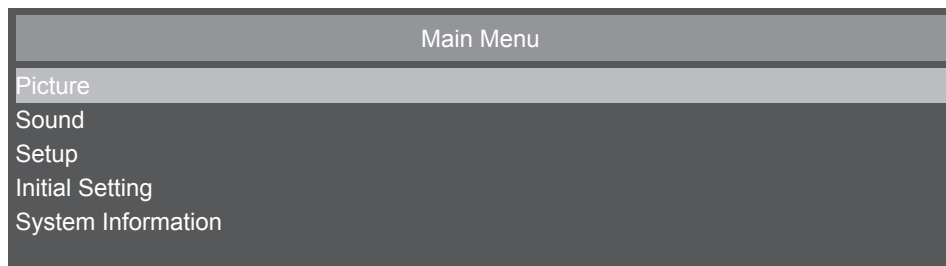 Main Menu
Picture
Sound
Setup
Initial Setting
System Information